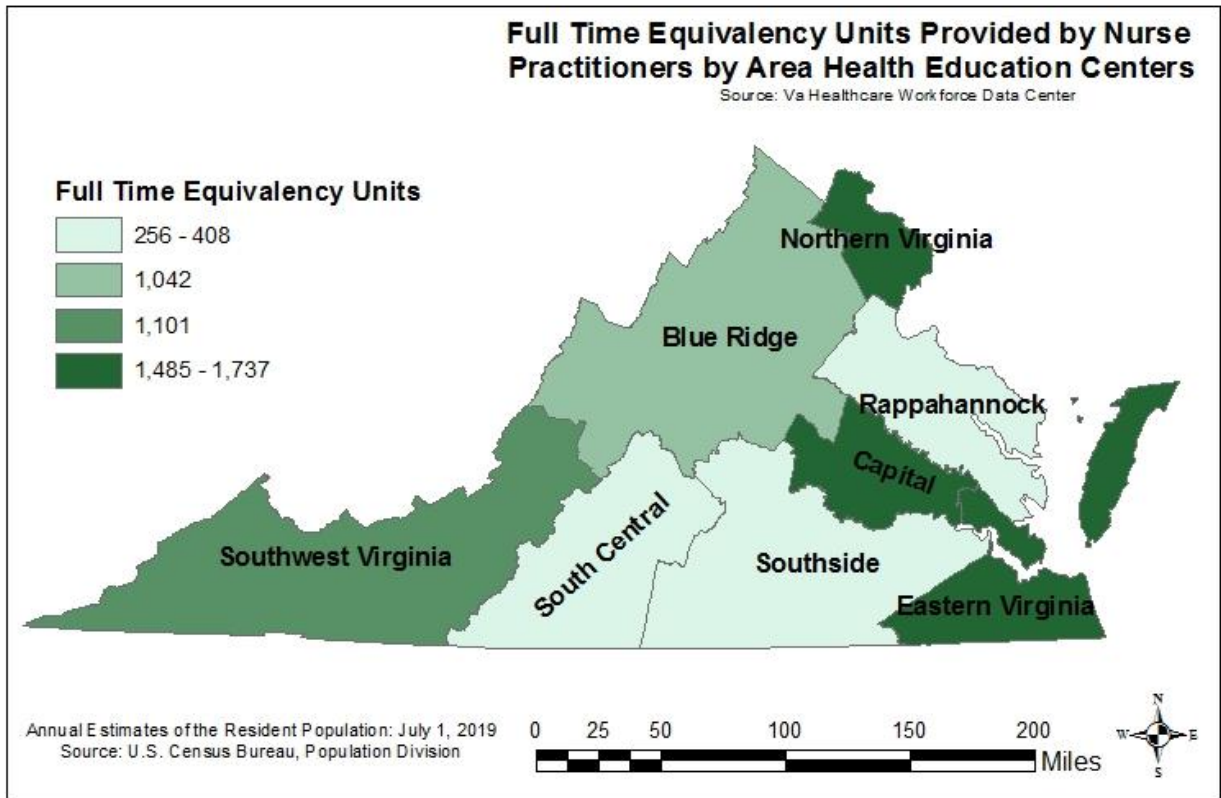 Full Time Equivalency Units Provided by Nurse
Practitioners by Area Health Education Centers
Source: Va Healthcare Workforce Data Center
Full Time Equivalency Units
256 - 408
1,042
1,101
1,485 - 1,737
Northern Virginia
Blue Ridge
Rappahannock
Capital
Southwest Virginia
South Central
Southside
Eastern Virginia
Annual Estimates of the Resident Population: July 1, 2019
Source: U.S. Census Bureau, Population Division
0 25 50 100 150 200
Miles
N
W E
S